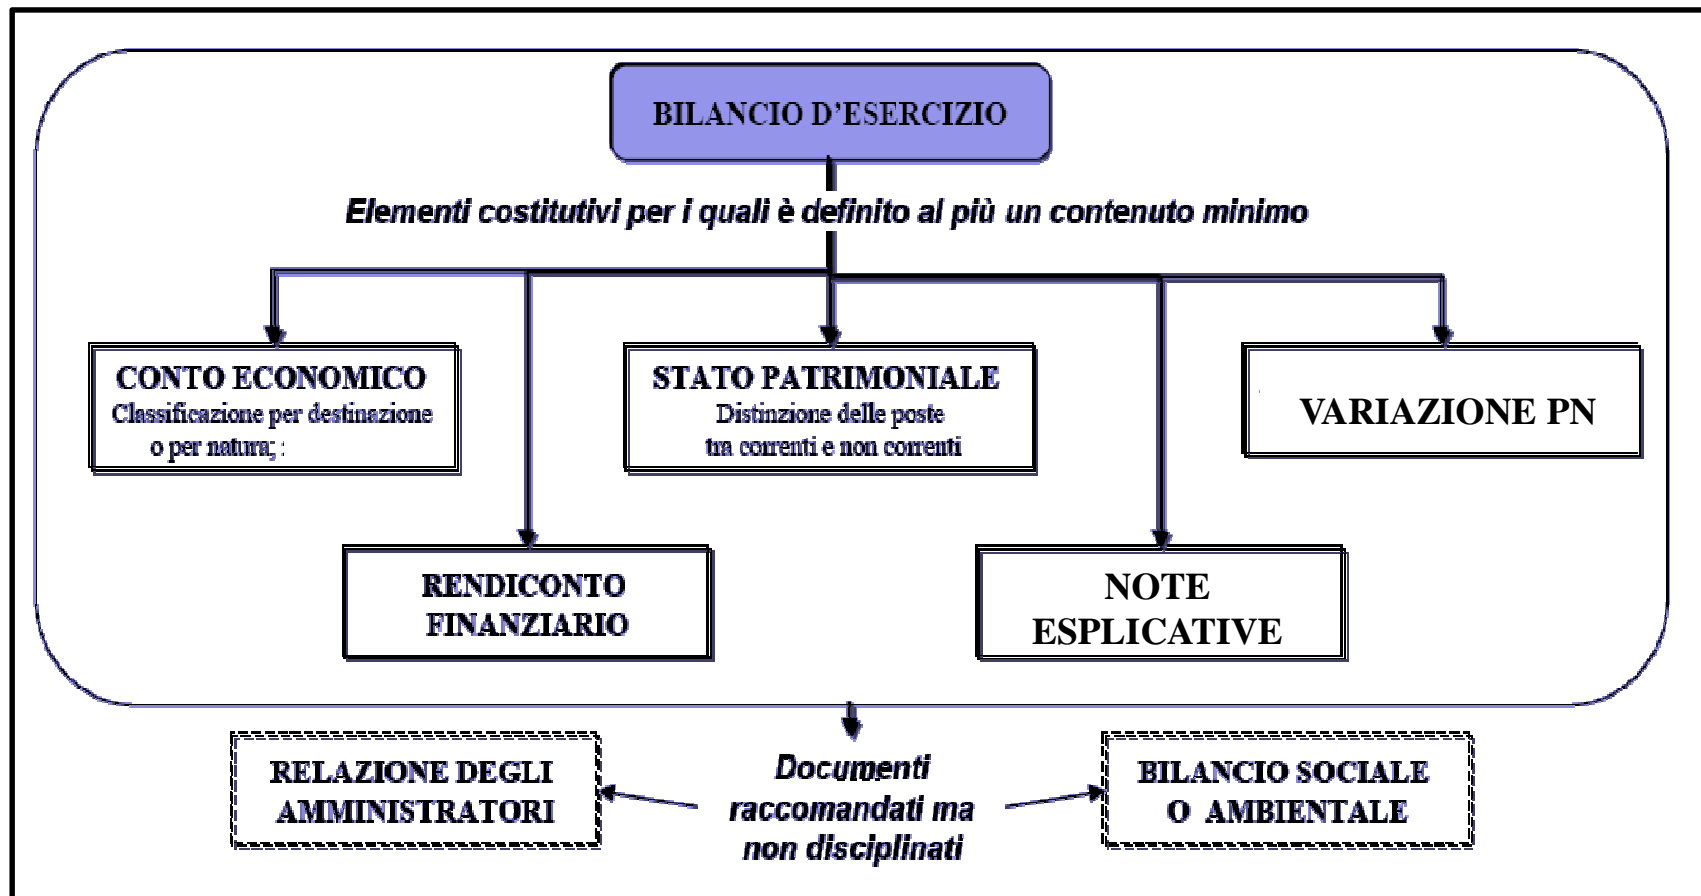 BILANCIO D'ESERCIZIO
Elementi costitutivi per i quali è definito al più un contenuto minimo
CONTO ECONOMICO
Classificazione per destinazione
o per natura; :
STATO PATRIMONIALE
Distinzione delle poste
tra correnti e non correnti
VARIAZIONE PN
RENDICONTO
FINANZIARIO
NOTE
ESPLICATIVE
RELAZIONE DEGLI
AMMINISTRATORI
Documenti
raccomandati ma
non disciplinati
BILANCIO SOCIALE
O AMBIENTALE